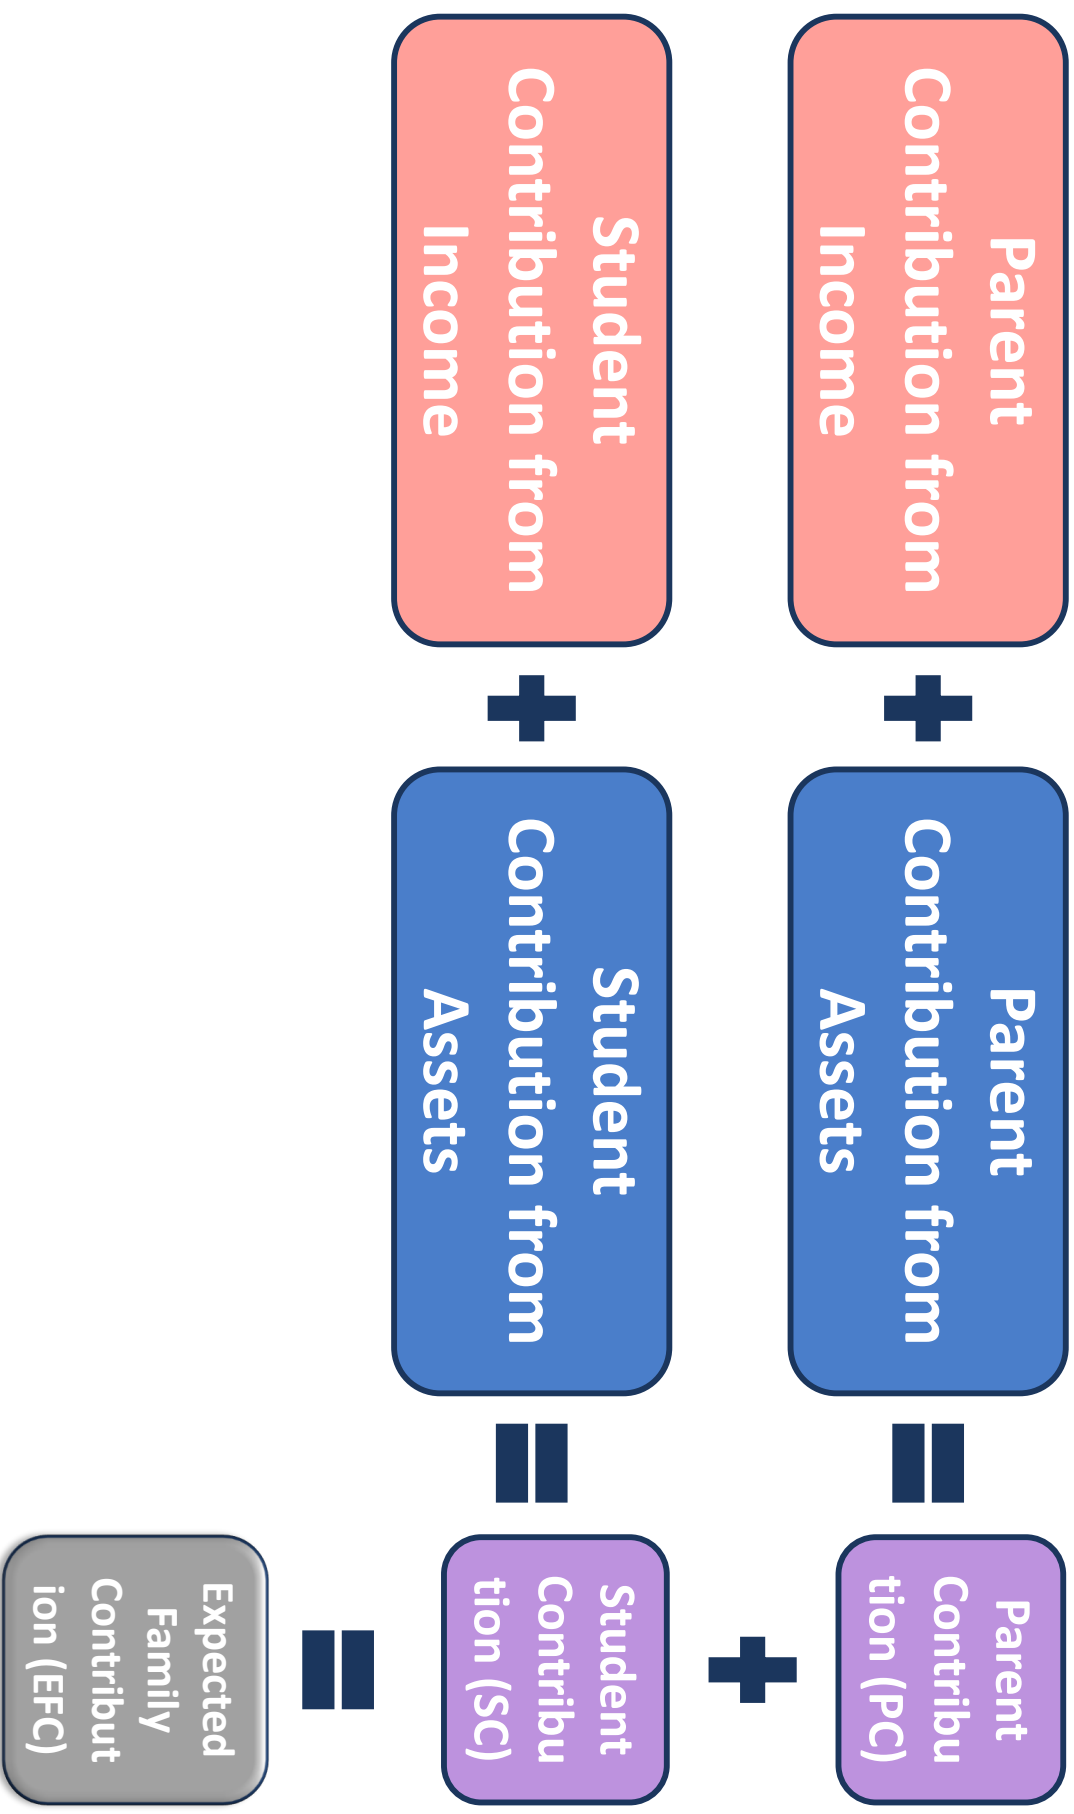 Parent
Contribution from
Income
Parent
Contribution from
Assets
Parent
Contribu
tion (PC)
Student
Contribution from
Income
Student
Contribution from
Assets
Student
Contribu
tion (SC)
Expected
Family
Contribut
ion (EFC)